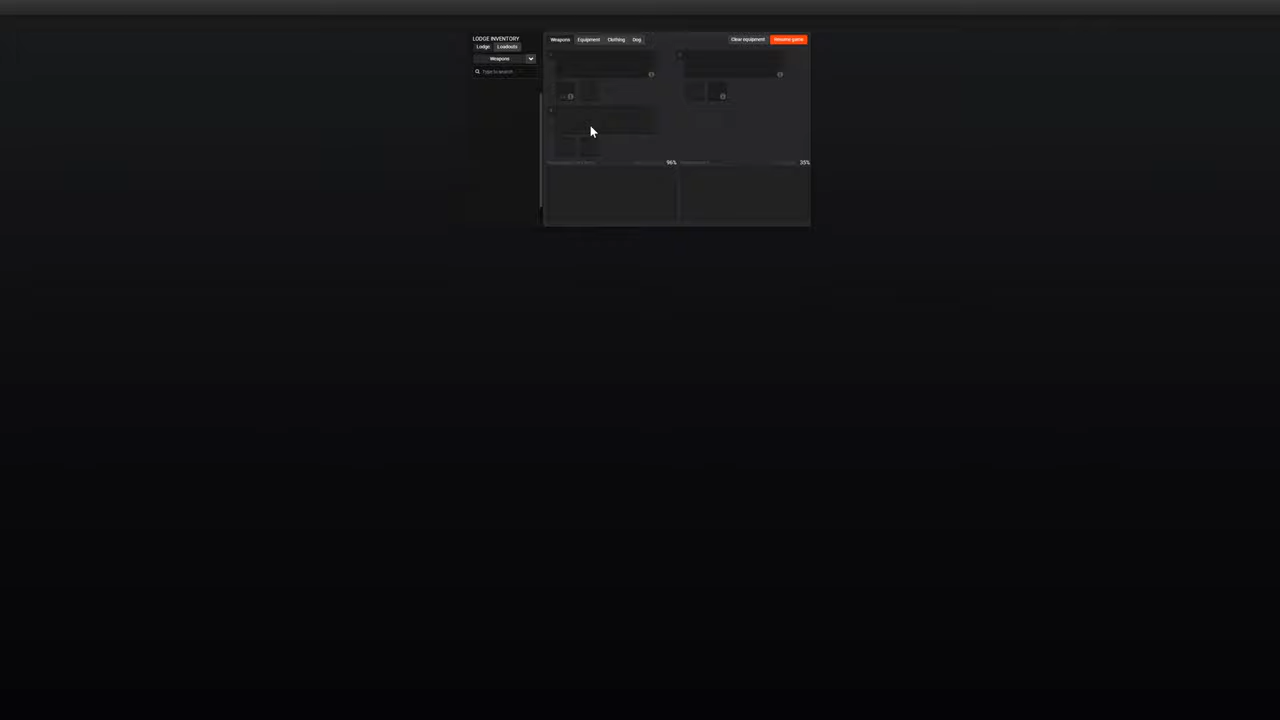 LODGE INVENTORY
Lodge Loadouts
Weapons
Type to search
Weapons Equipment Clothing Dog
Clear equipment Resume game
96%
35%